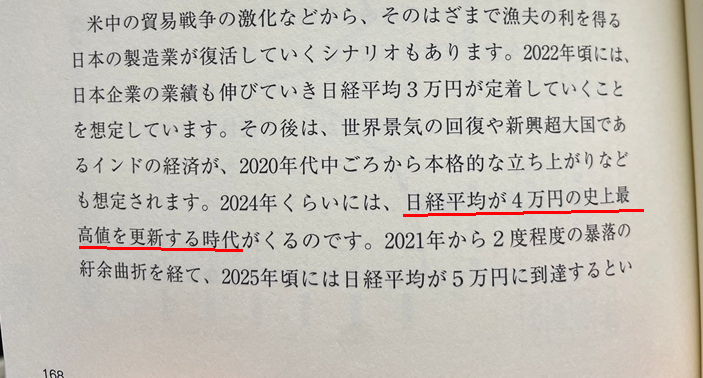 米中の貿易戦争の激化などから、そのはざまで漁夫の利を得る
日本の製造業が復活していくシナリオもあります。2022年頃には、
日本企業の業績も伸びていき日経平均3万円が定着していくこと
を想定しています。その後は、世界景気の回復や新興超大国であ
るインドの経済が、2020年代中ごろから本格的な立ち上がりなど
も想定されます。2024年くらいには、日経平均が4万円の史上最
高値を更新する時代がくるのです。2021年から2度程度の暴落の
紆余曲折を経て、2025年頃には日経平均が5万円に到達するとい
168